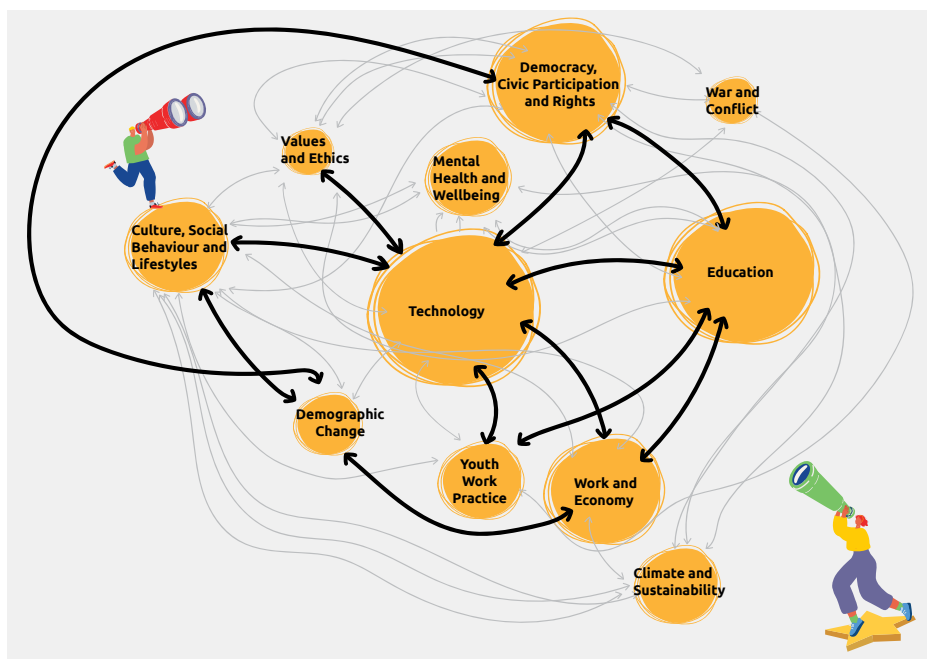 Democracy,
Civic Participation
and Rights
War and
Conflict
Values
and Ethics
Mental
Health and
Wellbeing
Culture, Social
Behaviour and
Lifestyles
Technology
Education
Demographic
Change
Youth
Work
Practice
Work and
Economy
Climate and
Sustainability